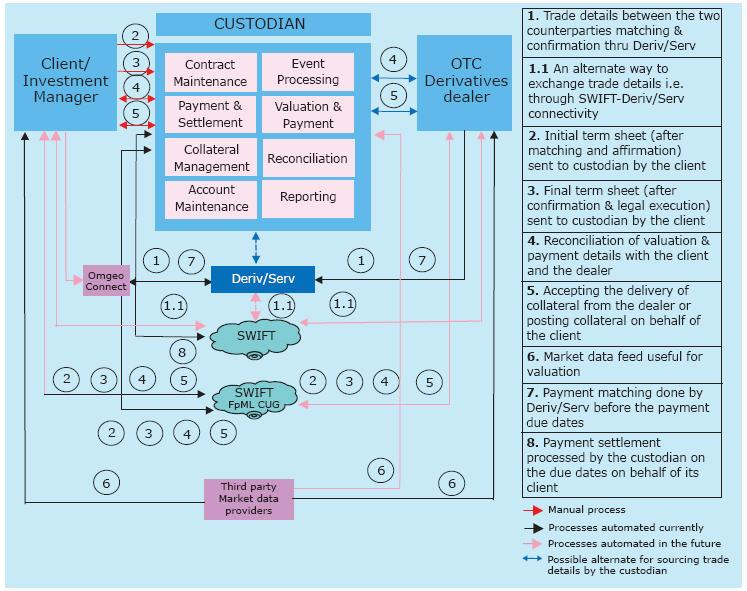 CUSTODIAN
Client/
Investment
Manager
2
3
4
5
Contract
Maintenance
Event
Processing
Payment &
Settlement
Valuation &
Payment
Collateral
Management
Reconciliation
Account
Maintenance
Reporting
4
5
OTC
Derivatives
dealer
Omgeo
Connect
1
7
Deriv/Serv
1
7
1.1
1.1
1.1
SWIFT
8
2
3
4
5
SWIFT
FpML CUG
2
3
4
5
2
3
4
5
6
Third party
Market data
providers
6
6
1. Trade details between the two
counterparties matching &
confirmation thru Deriv/Serv
1.1 An alternate way to
exchange trade details i.e.
through SWIFT-Deriv/Serv
connectivity
2. Initial term sheet (after
matching and affirmation)
sent to custodian by the client
3. Final term sheet (after
confirmation & legal execution)
sent to custodian by the client
4. Reconciliation of valuation &
payment details with the client
and the dealer
5. Accepting the delivery of
collateral from the dealer or
posting collateral on behalf of
the client
6. Market data feed useful for
valuation
7. Payment matching done by
Deriv/Serv before the payment
due dates
8. Payment settlement
processed by the custodian on
the due dates on behalf of its
client
Manual process
Processes automated currently
Processes automated in the future
Possible alternate for sourcing trade
details by the custodian